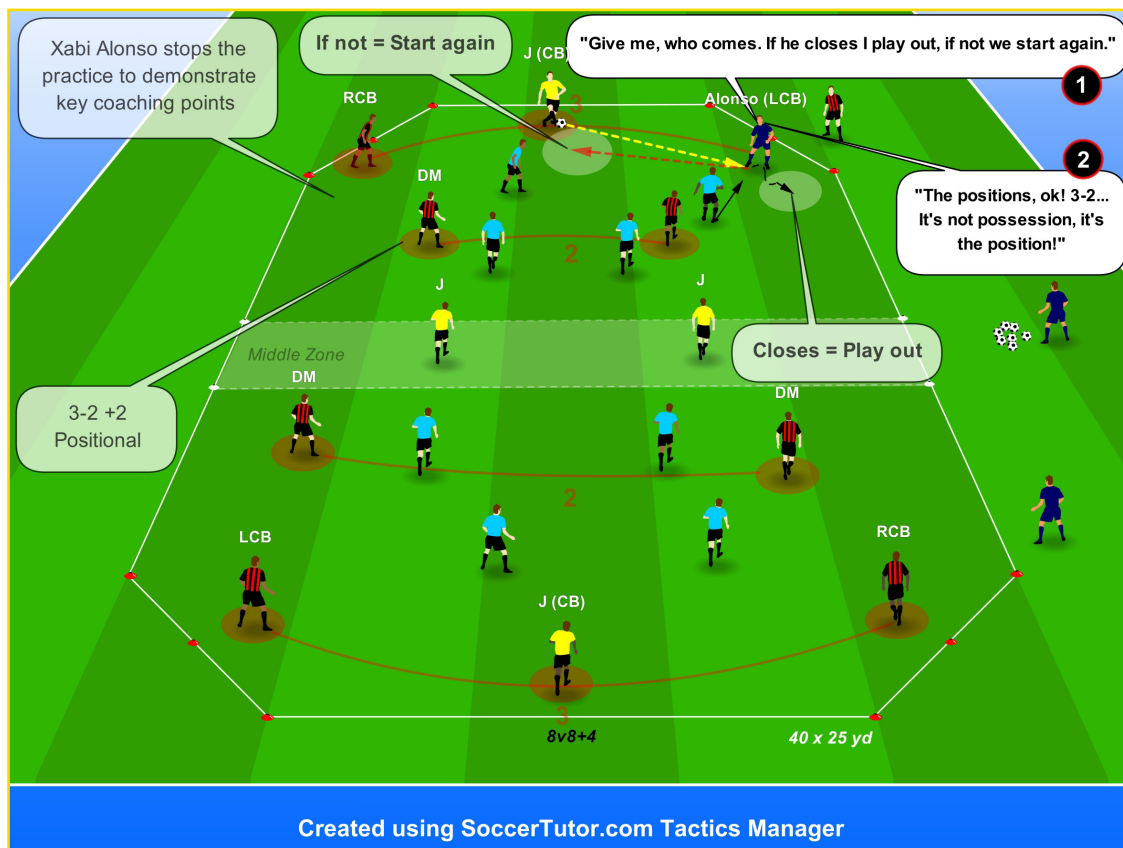 Xabi Alonso stops the
practice to demonstrate
key coaching points
If not = Start again
"Give me, who comes. If he closes I play out, if not we start again."
1
J (CB)
RCB
3
Alonso (LCB)
2
"The positions, ok! 3-2...
It's not possession, it's
the position!"
DM
2
J
J
Middle Zone
Closes = Play out
DM
DM
3-2 +2
Positional
2
LCB
RCB
J (CB)
3
8v8+4
40 x 25 yd
Created using SoccerTutor.com Tactics Manager